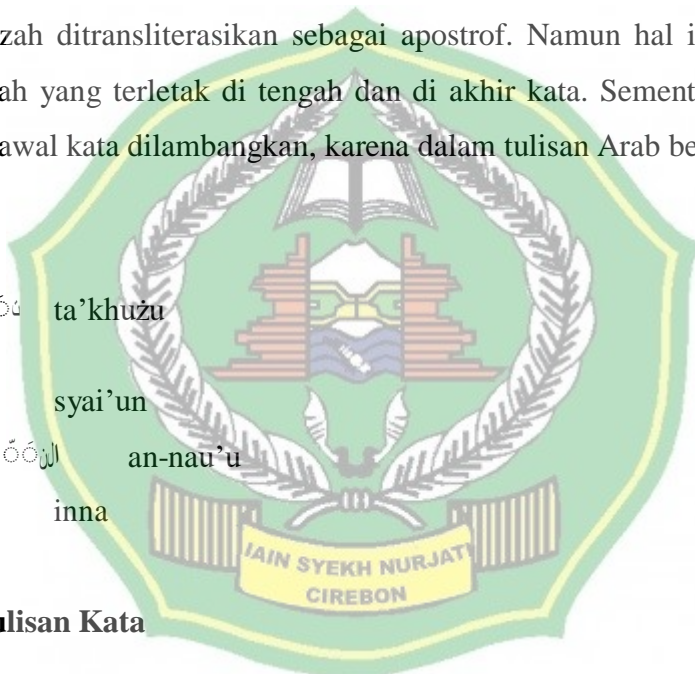 zah ditransliterasikan sebagai apostrof. Namun hal i
ah yang terletak di tengah dan di akhir kata. Sement
awal kata dilambangkan, karena dalam tulisan Arab be
ta’khużu
syai’un
an-nau’u
inna
IAIN SYEKH NURJATI
CIREBON
ulisan Kata